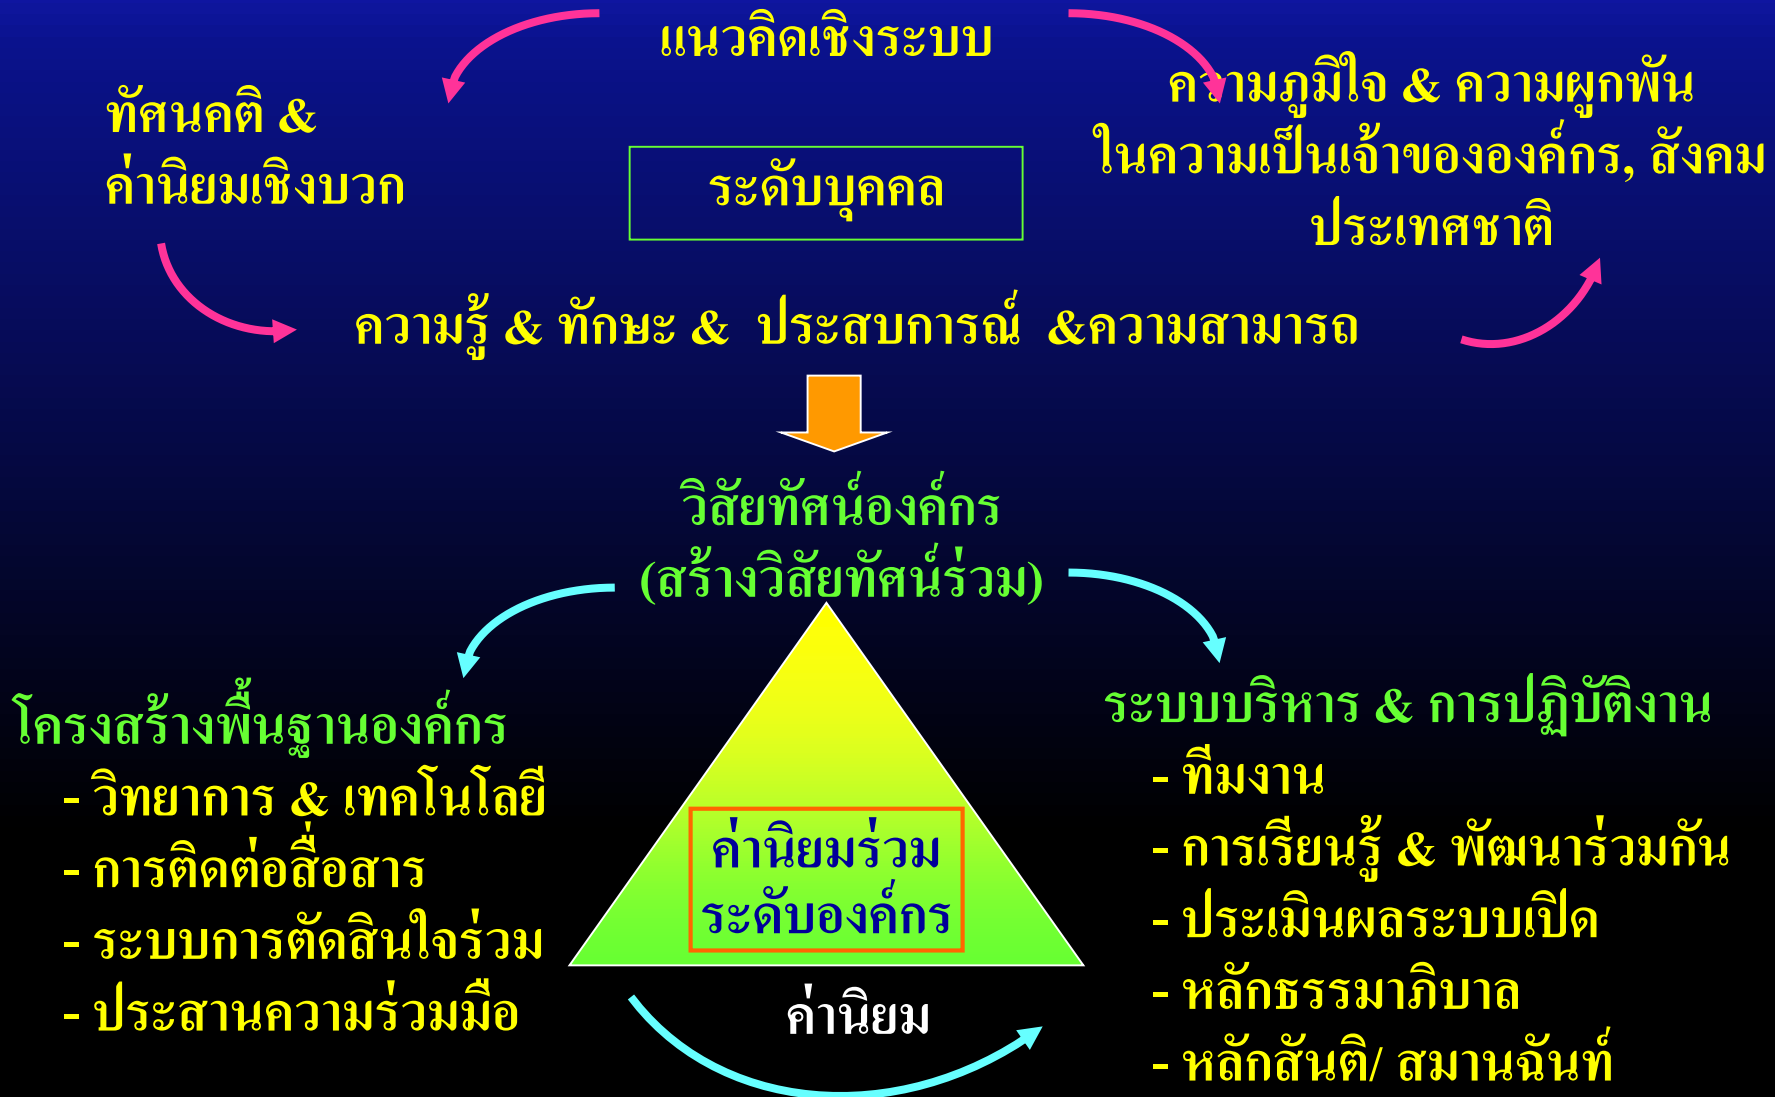 แนวคิดเชิงระบบ
ทัศนคติ &
ค่านิยมเชิงบวก
ระดับบุคคล
ความภูมิใจ & ความผูกพัน
ในความเป็นเจ้าขององค์กร, สังคม
ประเทศชาติ
ความรู้ & ทักษะ & ประสบการณ์ &ความสามารถ
วิสัยทัศน์องค์กร
(สร้างวิสัยทัศน์ร่วม)
โครงสร้างพื้นฐานองค์กร
- วิทยาการ & เทคโนโลยี
- การติดต่อสื่อสาร
- ระบบการตัดสินใจร่วม
- ประสานความร่วมมือ
ค่านิยมร่วม
ระดับองค์กร
ค่านิยม
ระบบบริหาร & การปฏิบัติงาน
- ทีมงาน
- การเรียนรู้ & พัฒนาร่วมกัน
- ประเมินผลระบบเปิด
- หลักธรรมาภิบาล
- หลักสันติ/ สมานฉันท์